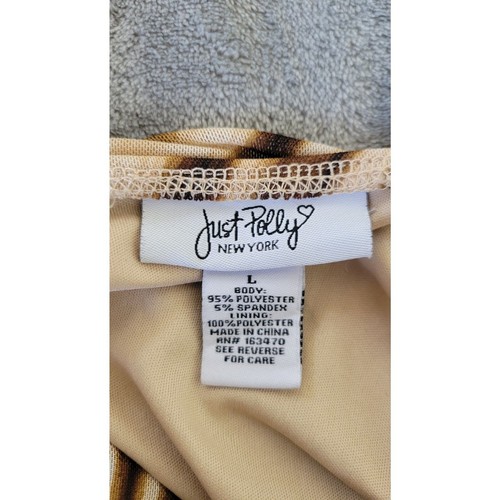 Just Polly
NEW YORK
L
BODY:
95% POLYESTER
5% SPANDEX
LINING:
100%POLYESTER
MADE IN CHINA
RN# 163470
SEE REVERSE
FOR CARE